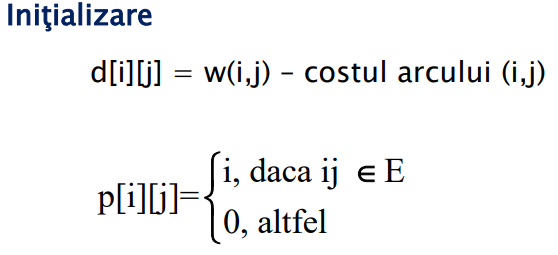 Iniţializare
d[i][j] = w(i,j) – costul arcului (i,j)
p[i][j]={i, daca ij ∈ E
0, altfel